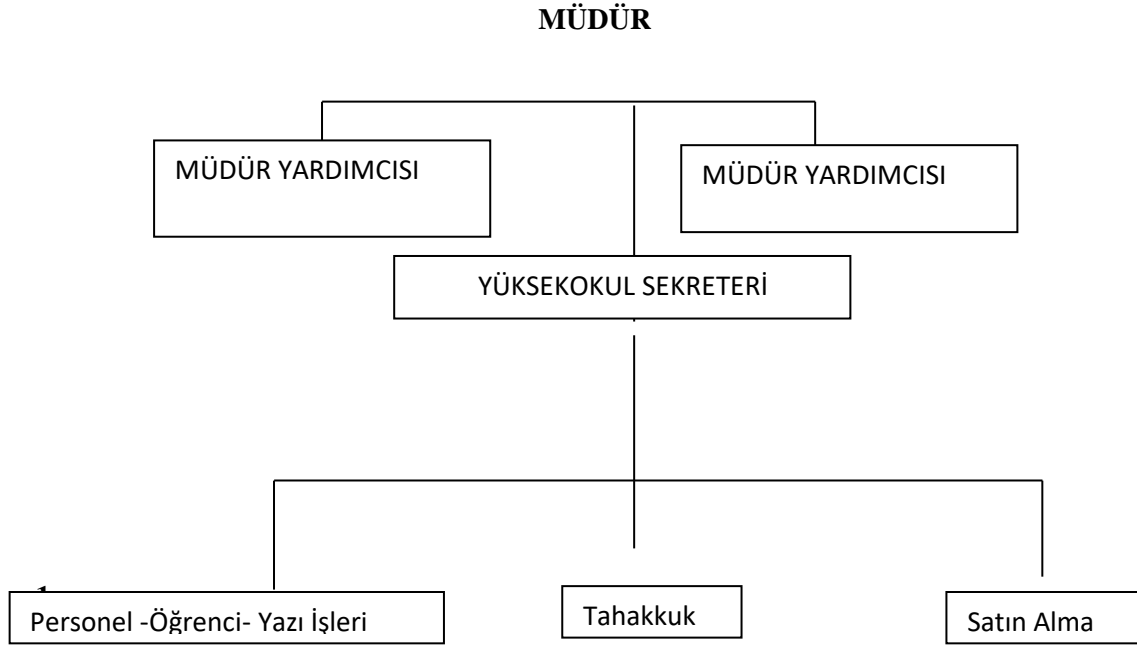 MÜDÜR
MÜDÜR YARDIMCISI
MÜDÜR YARDIMCISI
YÜKSEKOKUL SEKRETERİ
Personel -Öğrenci- Yazı İşleri
Tahakkuk
Satın Alma